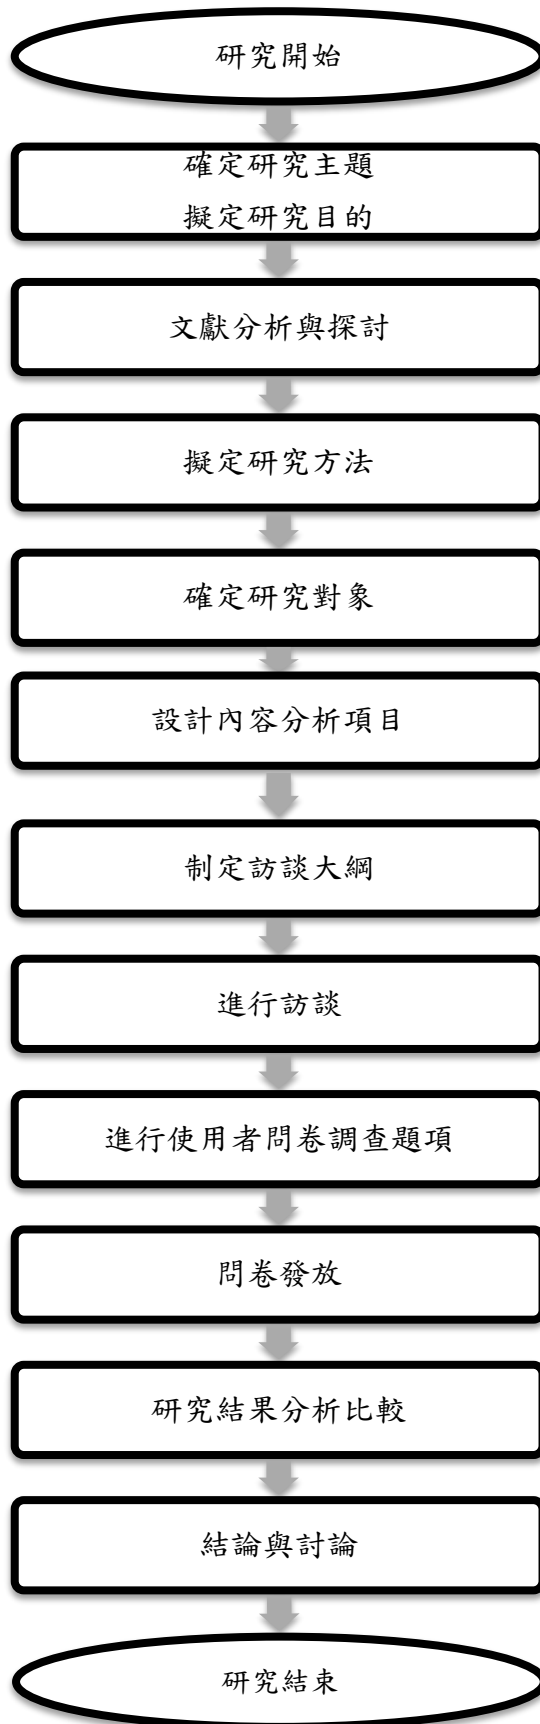 研究開始
確定研究主題
擬定研究目的
文獻分析與探討
擬定研究方法
確定研究對象
設計內容分析項目
制定訪談大綱
進行訪談
進行使用者問卷調查題項
問卷發放
研究結果分析比較
結論與討論
研究結束